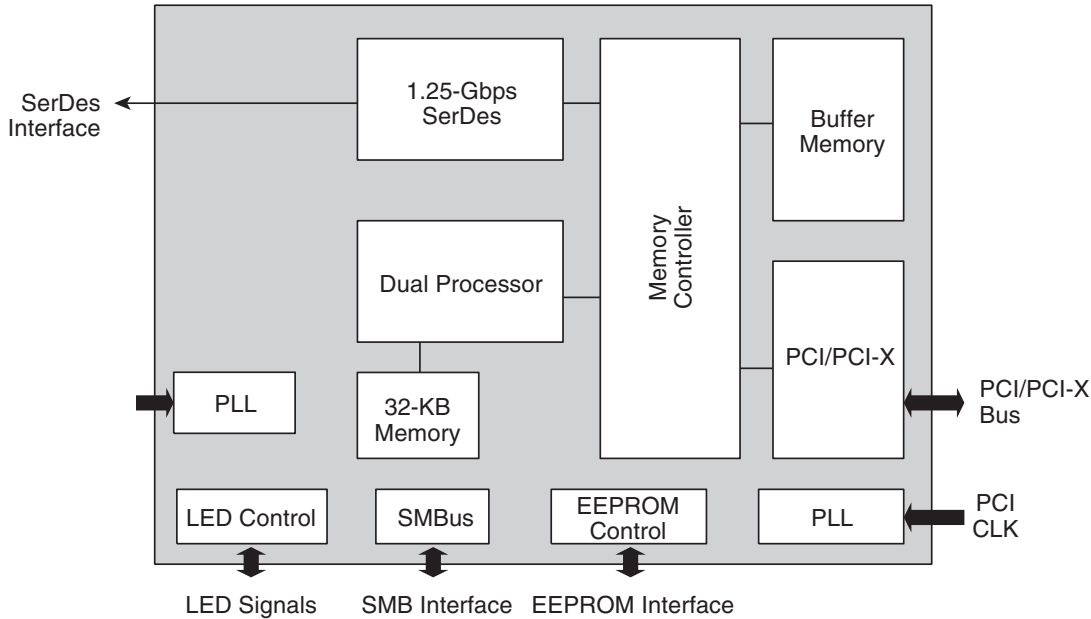 SerDes
Interface
1.25-Gbps
SerDes
Memory
Controller
Buffer
Memory
Dual Processor
PCI/PCI-X
PLL
32-KB
Memory
PCI/PCI-X
Bus
LED Control
SMBus
EEPROM
Control
PLL
PCI
CLK
LED Signals
SMB Interface
EEPROM Interface